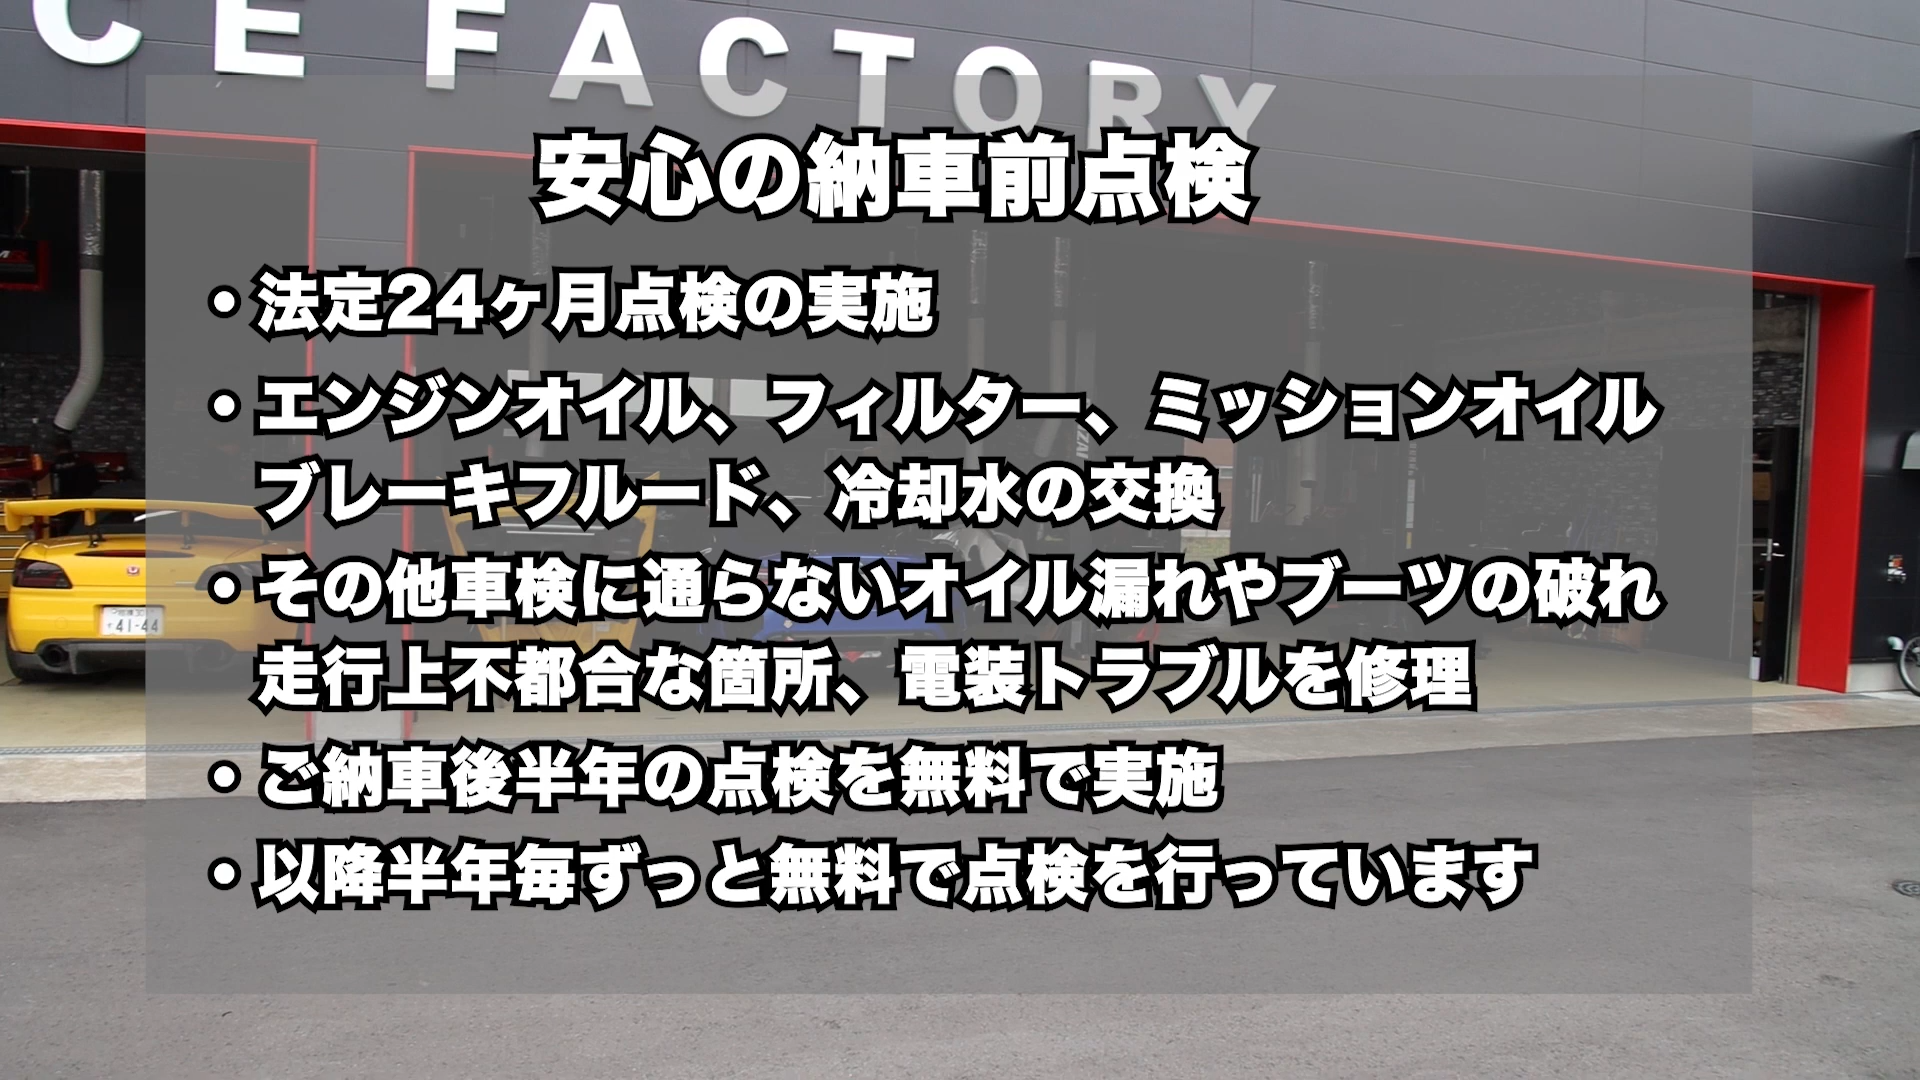 CE FACTORY
安心の納車前点検
・法定24ヶ月点検の実施
・エンジンオイル、フィルター、ミッションオイル
ブレーキフルード、冷却水の交換
・その他車検に通らないオイル漏れやブーツの破れ
走行上不都合な箇所、電装トラブルを修理
・ご納車後半年の点検を無料で実施
・以降半年毎ずっと無料で点検を行っています
41-44